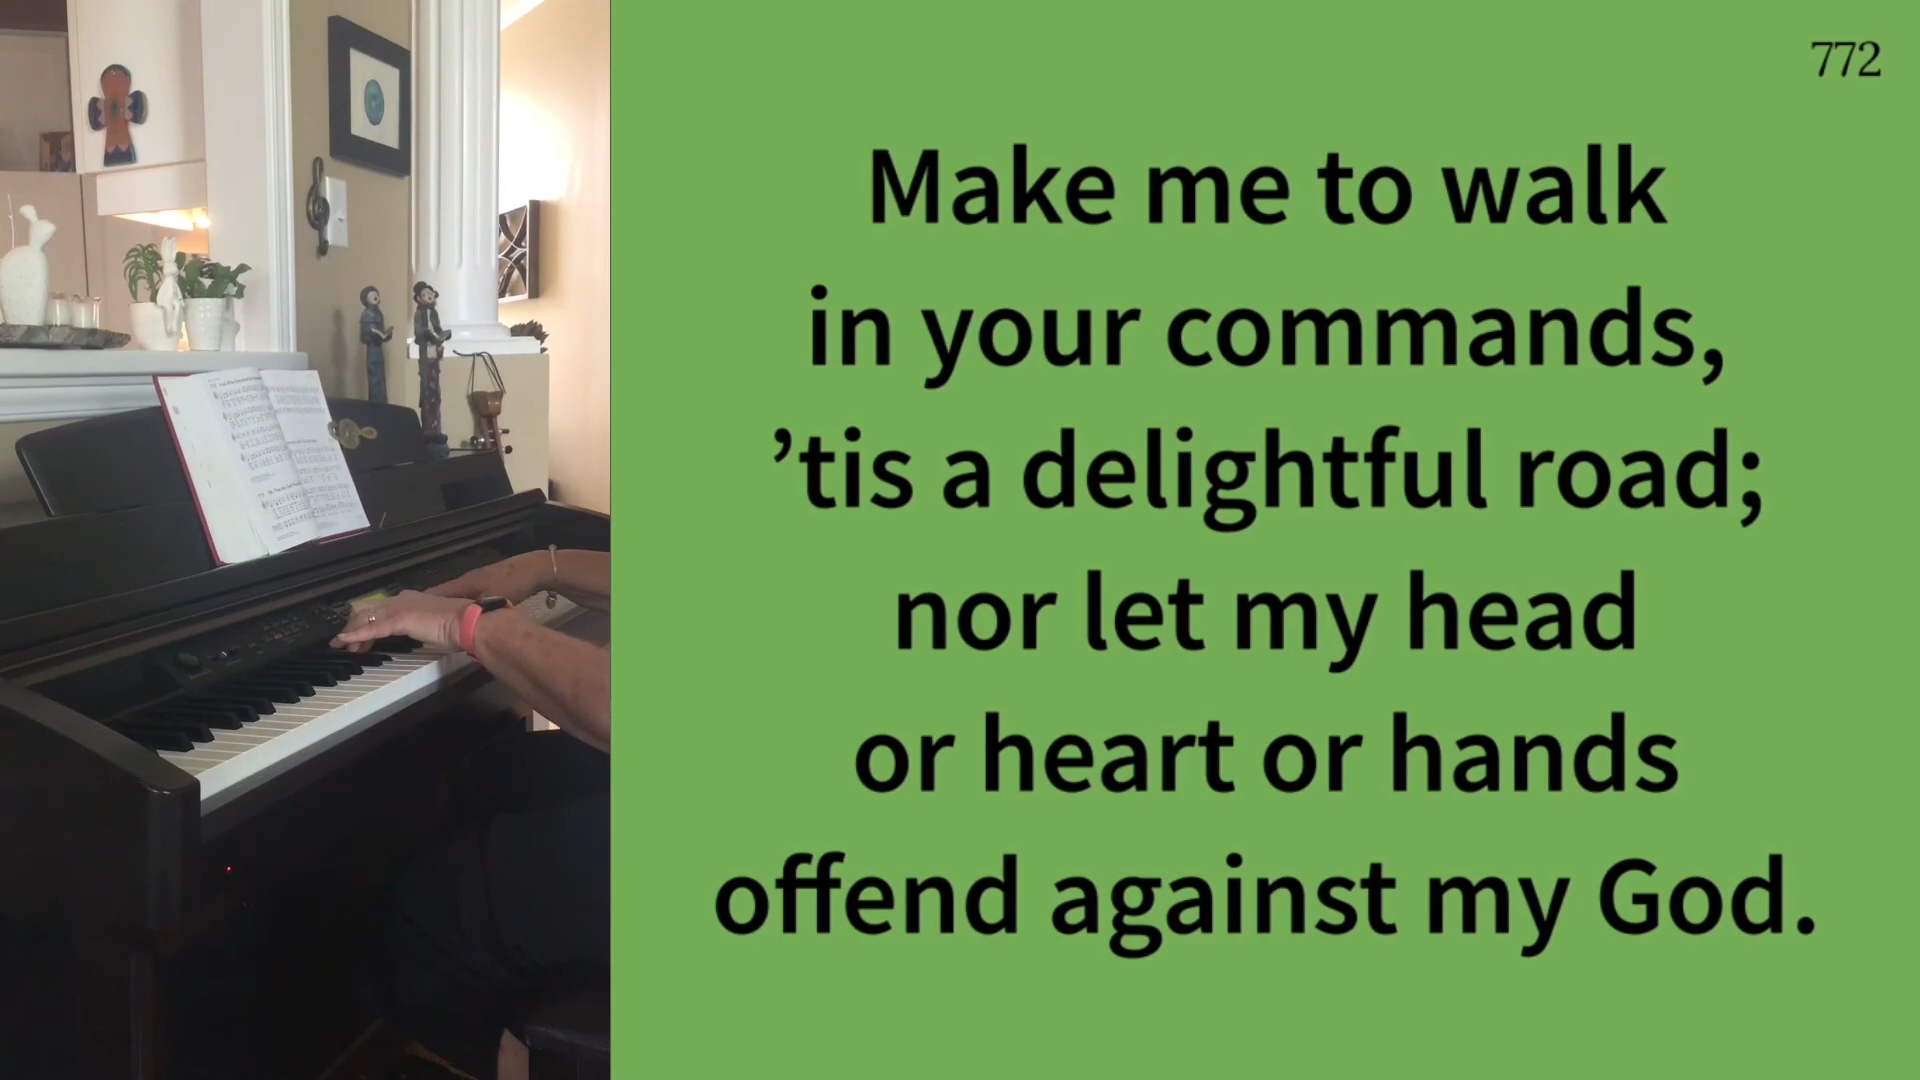 772
Make me to walk
in your commands,
’tis a delightful road;
nor let my head
or heart or hands
offend against my God.